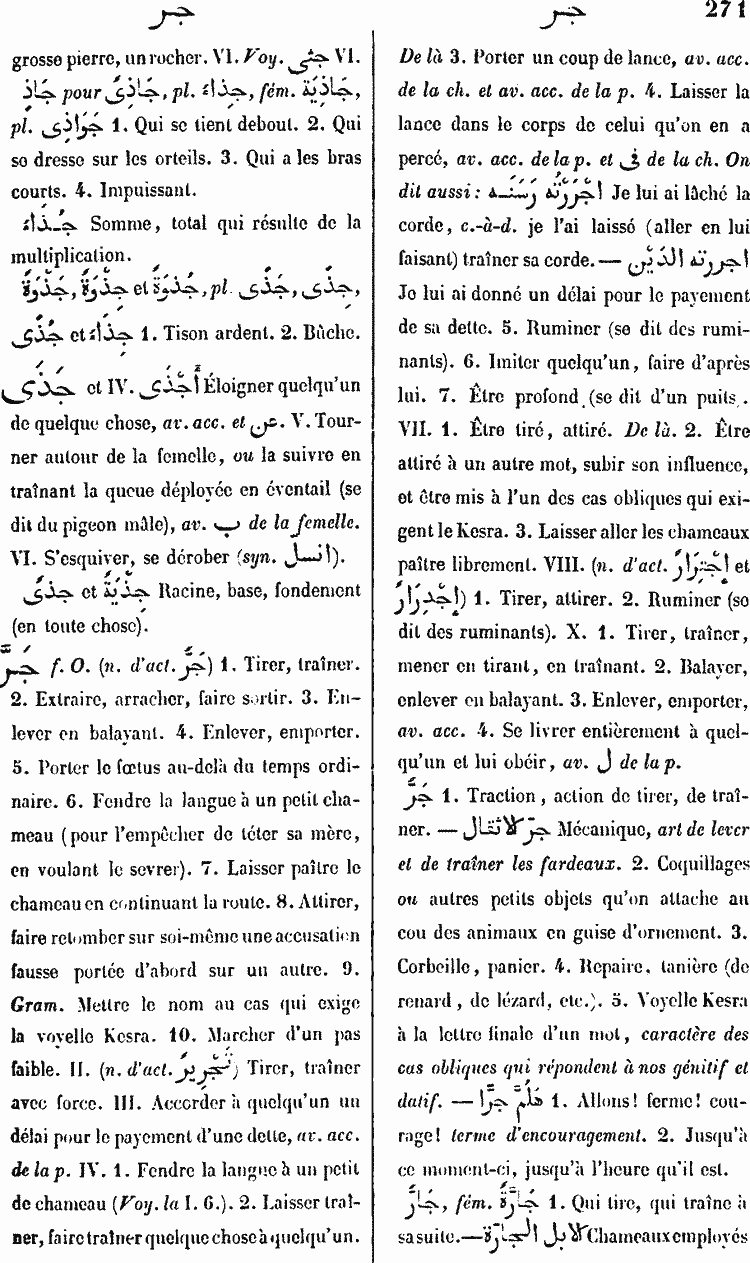 جر
جر
271
grosse pierre, un rocher. VI. Voy. جثى VI.
جَاذٍ pour جَاذِىٌ, pl. جِذَاءٌ, fém. جَاذِيَةٌ,
pl. جَوَاذِى 1. Qui se tient debout. 2. Qui
se dresse sur les orteils. 3. Qui a les bras
courts. 4. Impuissant.
جُذَاءٌ Somme, total qui résulte de la
multiplication.
جُذْوَةٌ et جِذْوَةٌ, جَذْوَةٌ, pl. جَذًى, جِذًى,
جُذًى et جِذَاءٌ 1. Tison ardent. 2. Bûche.
جَذَى et IV. أَجْذَى Éloigner quelqu'un
de quelque chose, av. acc. et عن. V. Tour-
ner autour de la femelle, ou la suivre en
traînant la queue déployée en éventail (se
dit du pigeon mâle), av. ب de la femelle.
VI. S'esquiver, se dérober (syn. انسل).
جِذًى et جِذْيَةٌ Racine, base, fondement
(en toute chose).
جَرَّ f. O. (n. d'act. جَرٌّ) 1. Tirer, traîner.
2. Extraire, arracher, faire sortir. 3. En-
lever en balayant. 4. Enlever, emporter.
5. Porter le fœtus au-delà du temps ordi-
naire. 6. Fendre la langue à un petit cha-
meau (pour l'empêcher de téter sa mère,
en voulant le sevrer). 7. Laisser paître le
chameau en continuant la route. 8. Attirer,
faire retomber sur soi-même une accusation
fausse portée d'abord sur un autre. 9.
Gram. Mettre le nom au cas qui exige
la voyelle Kesra. 10. Marcher d'un pas
faible. II. (n. d'act. تَجْرِيرٌ) Tirer, traîner
avec force. III. Accorder à quelqu'un un
délai pour le payement d'une dette, av. acc.
de la p. IV. 1. Fendre la langue à un petit
de chameau (Voy. la I. 6.). 2. Laisser traî-
ner, faire traîner quelque chose à quelqu'un.
De là 3. Porter un coup de lance, av. acc.
de la ch. et av. acc. de la p. 4. Laisser la
lance dans le corps de celui qu'on en a
percé, av. acc. de la p. et فى de la ch. On
dit aussi: اجْرَرْتُه رَسَنَه Je lui ai lâché la
corde, c.-à-d. je l'ai laissé (aller en lui
faisant) traîner sa corde. — اجررته الدَيْن
Je lui ai donné un délai pour le payement
de sa dette. 5. Ruminer (se dit des rumi-
nants). 6. Imiter quelqu'un, faire d'après
lui. 7. Être profond (se dit d'un puits).
VII. 1. Être tiré, attiré. De là. 2. Être
attiré à un autre mot, subir son influence,
et être mis à l'un des cas obliques qui exi-
gent le Kesra. 3. Laisser aller les chameaux
paître librement. VIII. (n. d'act. إِجْتِرَارٌ et
إِجْدِرَارٌ) 1. Tirer, attirer. 2. Ruminer (se
dit des ruminants). X. 1. Tirer, traîner,
mener en tirant, en traînant. 2. Balayer,
enlever en balayant. 3. Enlever, emporter,
av. acc. 4. Se livrer entièrement à quel-
qu'un et lui obéir, av. ل de la p.
جَرٌّ 1. Traction, action de tirer, de traî-
ner. — جرّ الاثقال Mécanique, art de lever
et de traîner les fardeaux. 2. Coquillages
ou autres petits objets qu'on attache au
cou des animaux en guise d'ornement. 3.
Corbeille, panier. 4. Repaire, tanière (de
renard, de lézard, etc.). 5. Voyelle Kesra
à la lettre finale d'un mot, caractère des
cas obliques qui répondent à nos génitif et
datif. — هَلُمَّ جَرًّا 1. Allons! ferme! cou-
rage! terme d'encouragement. 2. Jusqu'à
ce moment-ci, jusqu'à l'heure qu'il est.
جَارٌّ, fém. جَارَّةٌ 1. Qui tire, qui traîne à
sa suite. — الابل الجارّة Chameaux employés